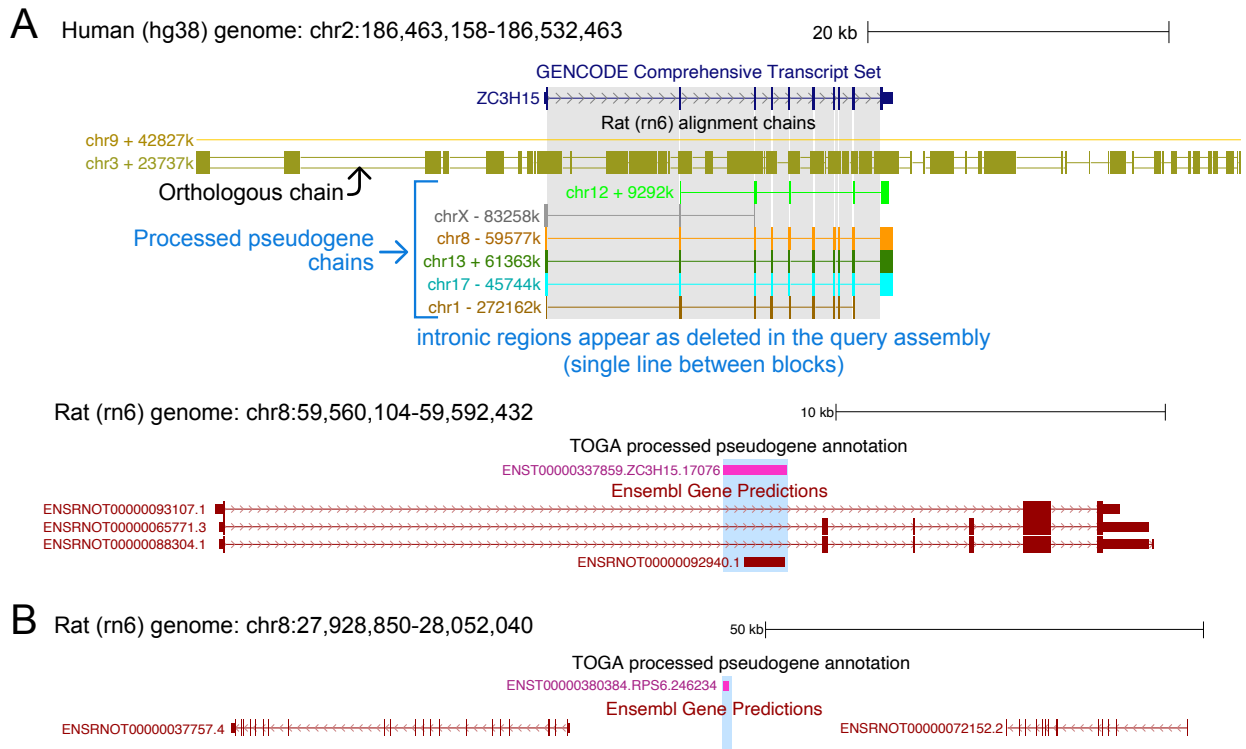 A Human (hg38) genome: chr2:186,463,158-186,532,463
20 kb
GENCODE Comprehensive Transcript Set
ZC3H15
Rat (rn6) alignment chains
chr9 + 42827k
chr3 + 23737k
Orthologous chain
chr12 + 9292k
chrX - 83258k
chr8 - 59577k
Processed pseudogene
chains
chr13 + 61363k
chr17 - 45744k
chr1 - 272162k
intronic regions appear as deleted in the query assembly
(single line between blocks)
Rat (rn6) genome: chr8:59,560,104-59,592,432
10 kb
TOGA processed pseudogene annotation
ENST00000337859.ZC3H15.17076
Ensembl Gene Predictions
ENSRNOT00000093107.1
ENSRNOT00000065771.3
ENSRNOT00000088304.1
ENSRNOT00000092940.1
B Rat (rn6) genome: chr8:27,928,850-28,052,040
50 kb
TOGA processed pseudogene annotation
ENST00000380384.RPS6.246234
Ensembl Gene Predictions
ENSRNOT00000037757.4
ENSRNOT00000072152.2